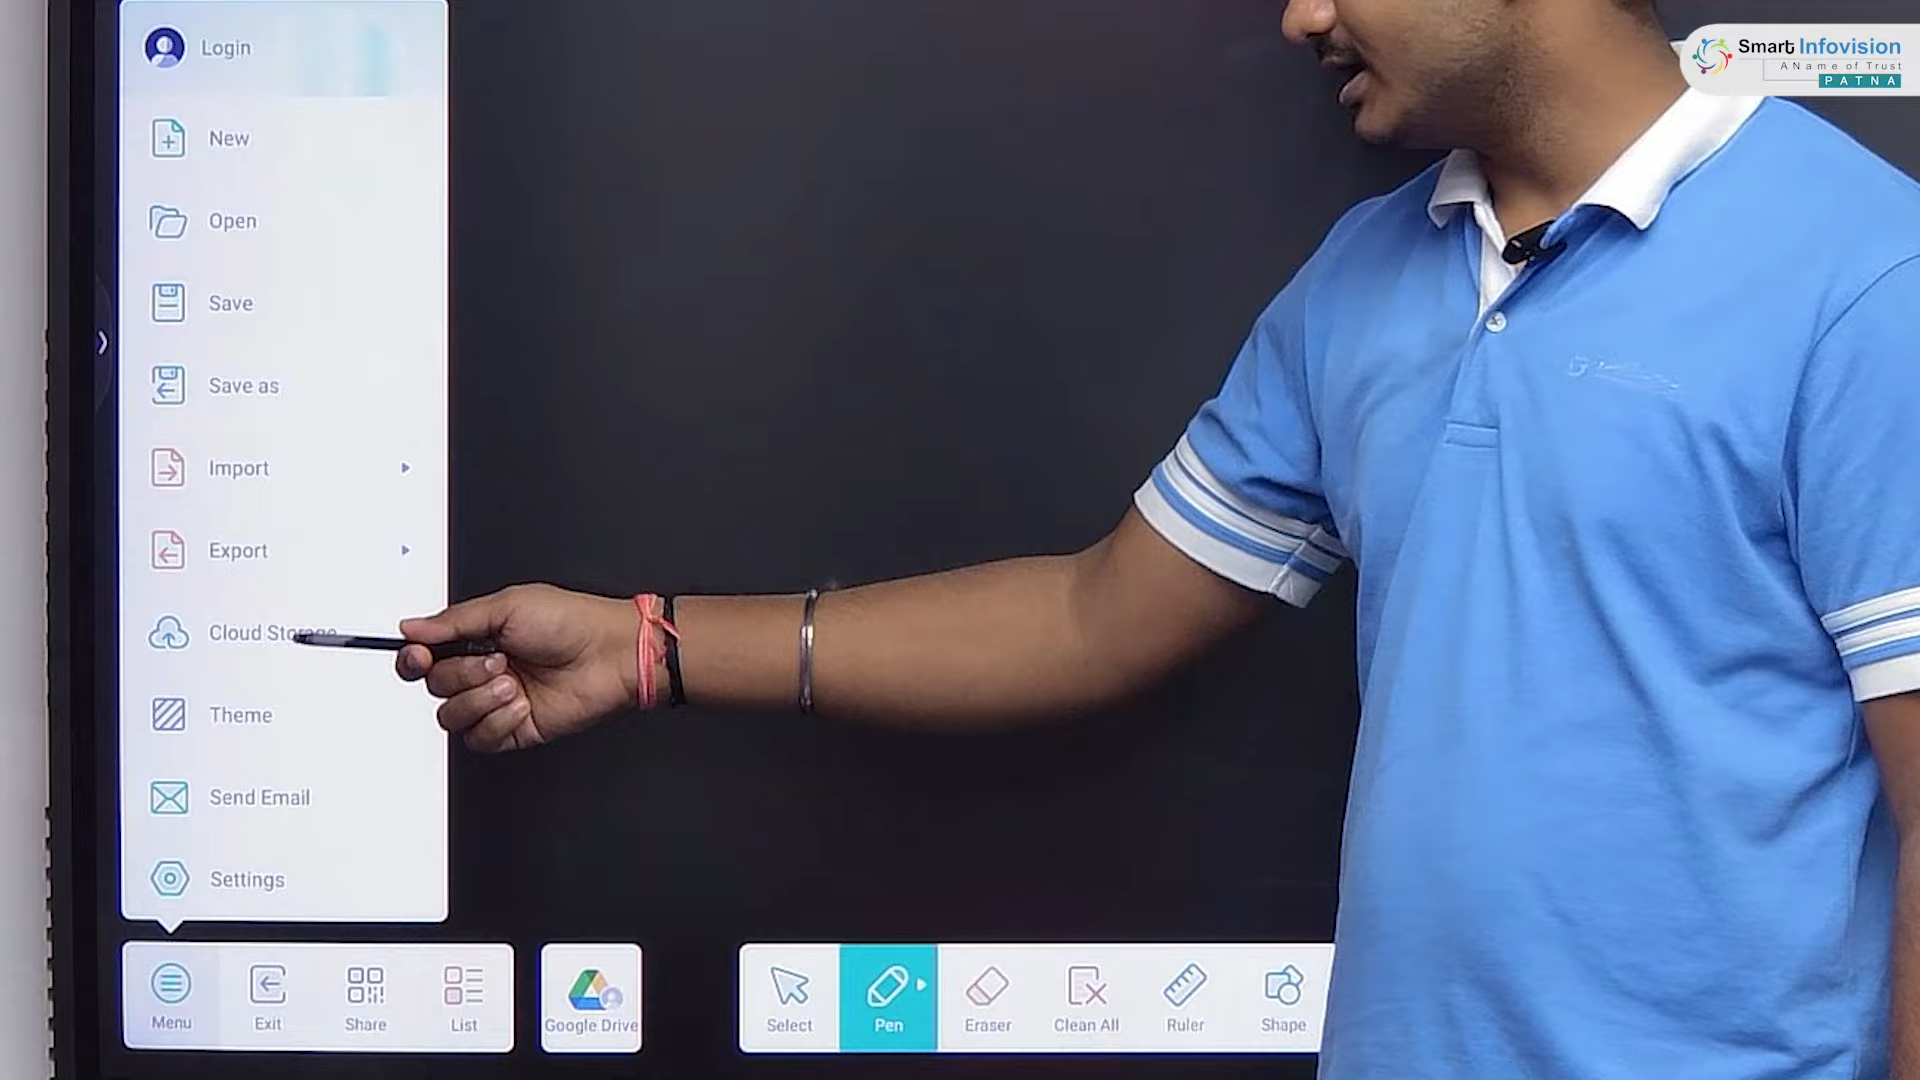 Login
New
Open
Save
Save as
Import
Export
Cloud Storage
Theme
Send Email
Settings
Menu
Exit
Share
List
Google Drive
Select
Pen
Eraser
Clean All
Ruler
Shape
Smart Infovision
A Name of Trust
PATNA